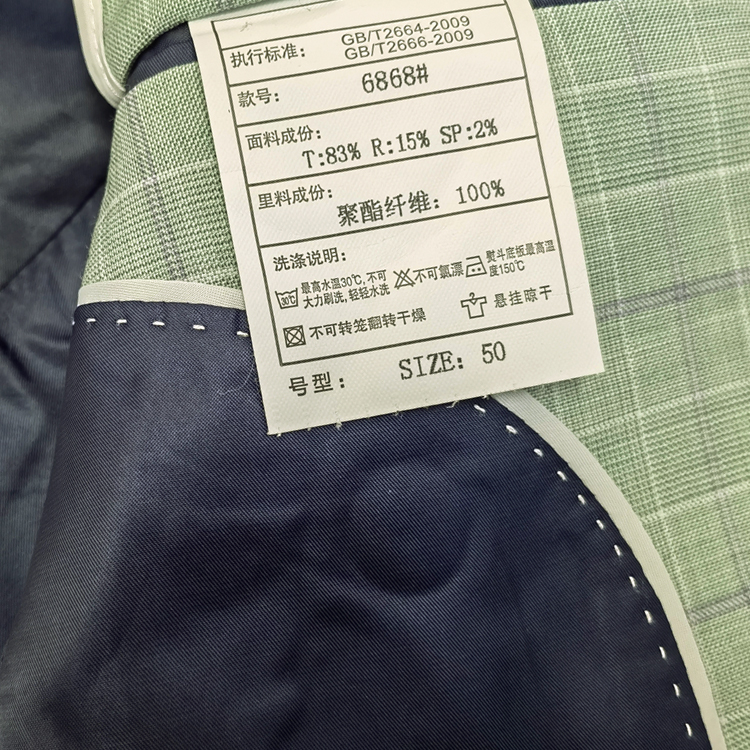 执行标准: GB/T2664-2009
GB/T2666-2009
款号: 6868#
面料成份:
T:83% R:15% SP:2%
里料成份:
聚酯纤维: 100%
洗涤说明:
30℃ 最高水温30℃,不可大力刷洗,轻轻水洗 不可氯漂 熨斗底板最高温度150℃
不可转笼翻转干燥 悬挂晾干
号型: SIZE: 50